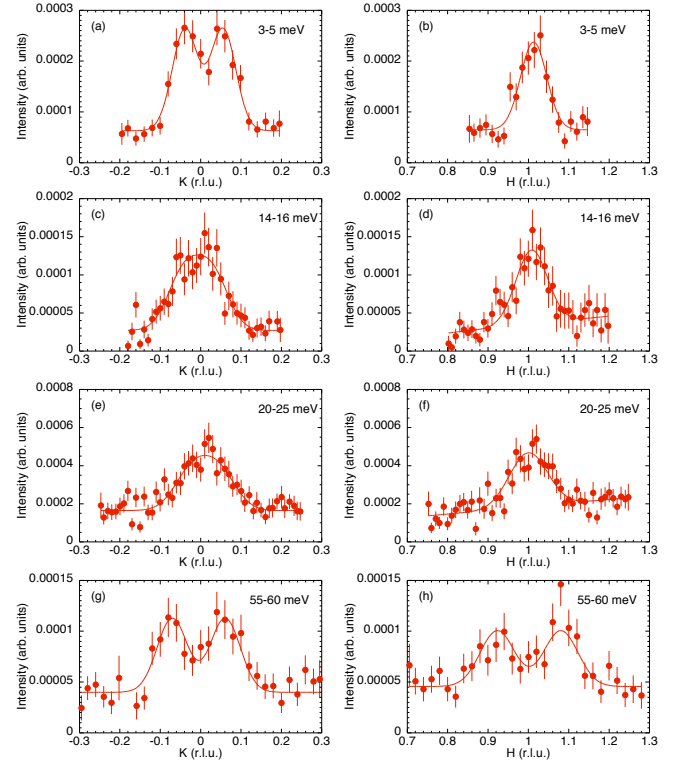 (a) 3-5 meV
Intensity (arb. units)
0.0003
0.0002
0.0001
0
-0.3 -0.2 -0.1 0 0.1 0.2 0.3
K (r.l.u.)
(b) 3-5 meV
Intensity (arb. units)
0.0003
0.0002
0.0001
0
0.7 0.8 0.9 1 1.1 1.2 1.3
H (r.l.u.)
(c) 14-16 meV
Intensity (arb. units)
0.0002
0.00015
0.0001
0.00005
0
-0.3 -0.2 -0.1 0 0.1 0.2 0.3
K (r.l.u.)
(d) 14-16 meV
Intensity (arb. units)
0.0002
0.00015
0.0001
0.00005
0
0.7 0.8 0.9 1 1.1 1.2 1.3
H (r.l.u.)
(e) 20-25 meV
Intensity (arb. units)
0.0008
0.0006
0.0004
0.0002
0
-0.3 -0.2 -0.1 0 0.1 0.2 0.3
K (r.l.u.)
(f) 20-25 meV
Intensity (arb. units)
0.0008
0.0006
0.0004
0.0002
0
0.7 0.8 0.9 1 1.1 1.2 1.3
H (r.l.u.)
(g) 55-60 meV
Intensity (arb. units)
0.00015
0.0001
0.00005
0
-0.3 -0.2 -0.1 0 0.1 0.2 0.3
K (r.l.u.)
(h) 55-60 meV
Intensity (arb. units)
0.00015
0.0001
0.00005
0
0.7 0.8 0.9 1 1.1 1.2 1.3
H (r.l.u.)